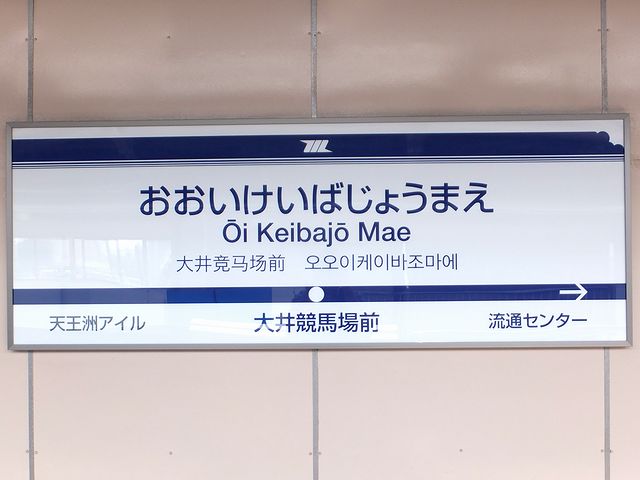 おおいけいばじょうまえ
Ōi Keibajō Mae
大井竞马场前 오오이케이바조마에
天王洲アイル 大井競馬場前 流通センター